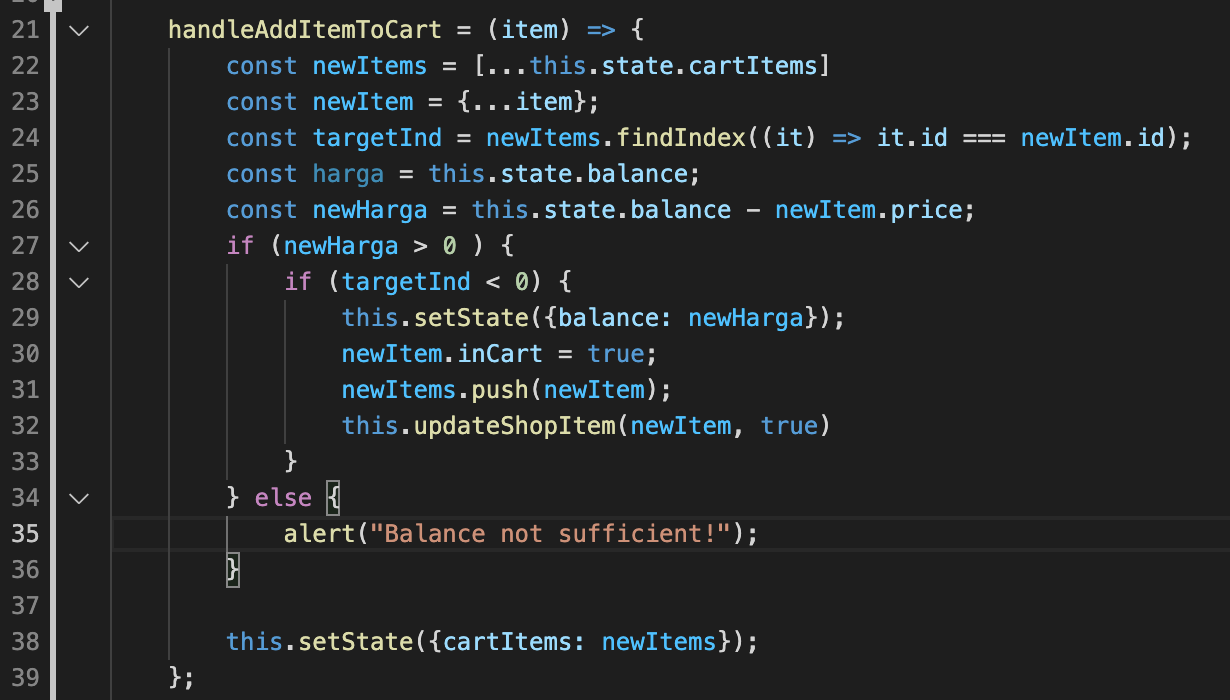 21 handleAddItemToCart = (item) => {
22 const newItems = [...this.state.cartItems]
23 const newItem = {...item};
24 const targetInd = newItems.findIndex((it) => it.id === newItem.id);
25 const harga = this.state.balance;
26 const newHarga = this.state.balance - newItem.price;
27 if (newHarga > 0 ) {
28 if (targetInd < 0) {
29 this.setState({balance: newHarga});
30 newItem.inCart = true;
31 newItems.push(newItem);
32 this.updateShopItem(newItem, true)
33 }
34 } else {
35 alert("Balance not sufficient!");
36 }
37
38 this.setState({cartItems: newItems});
39 };